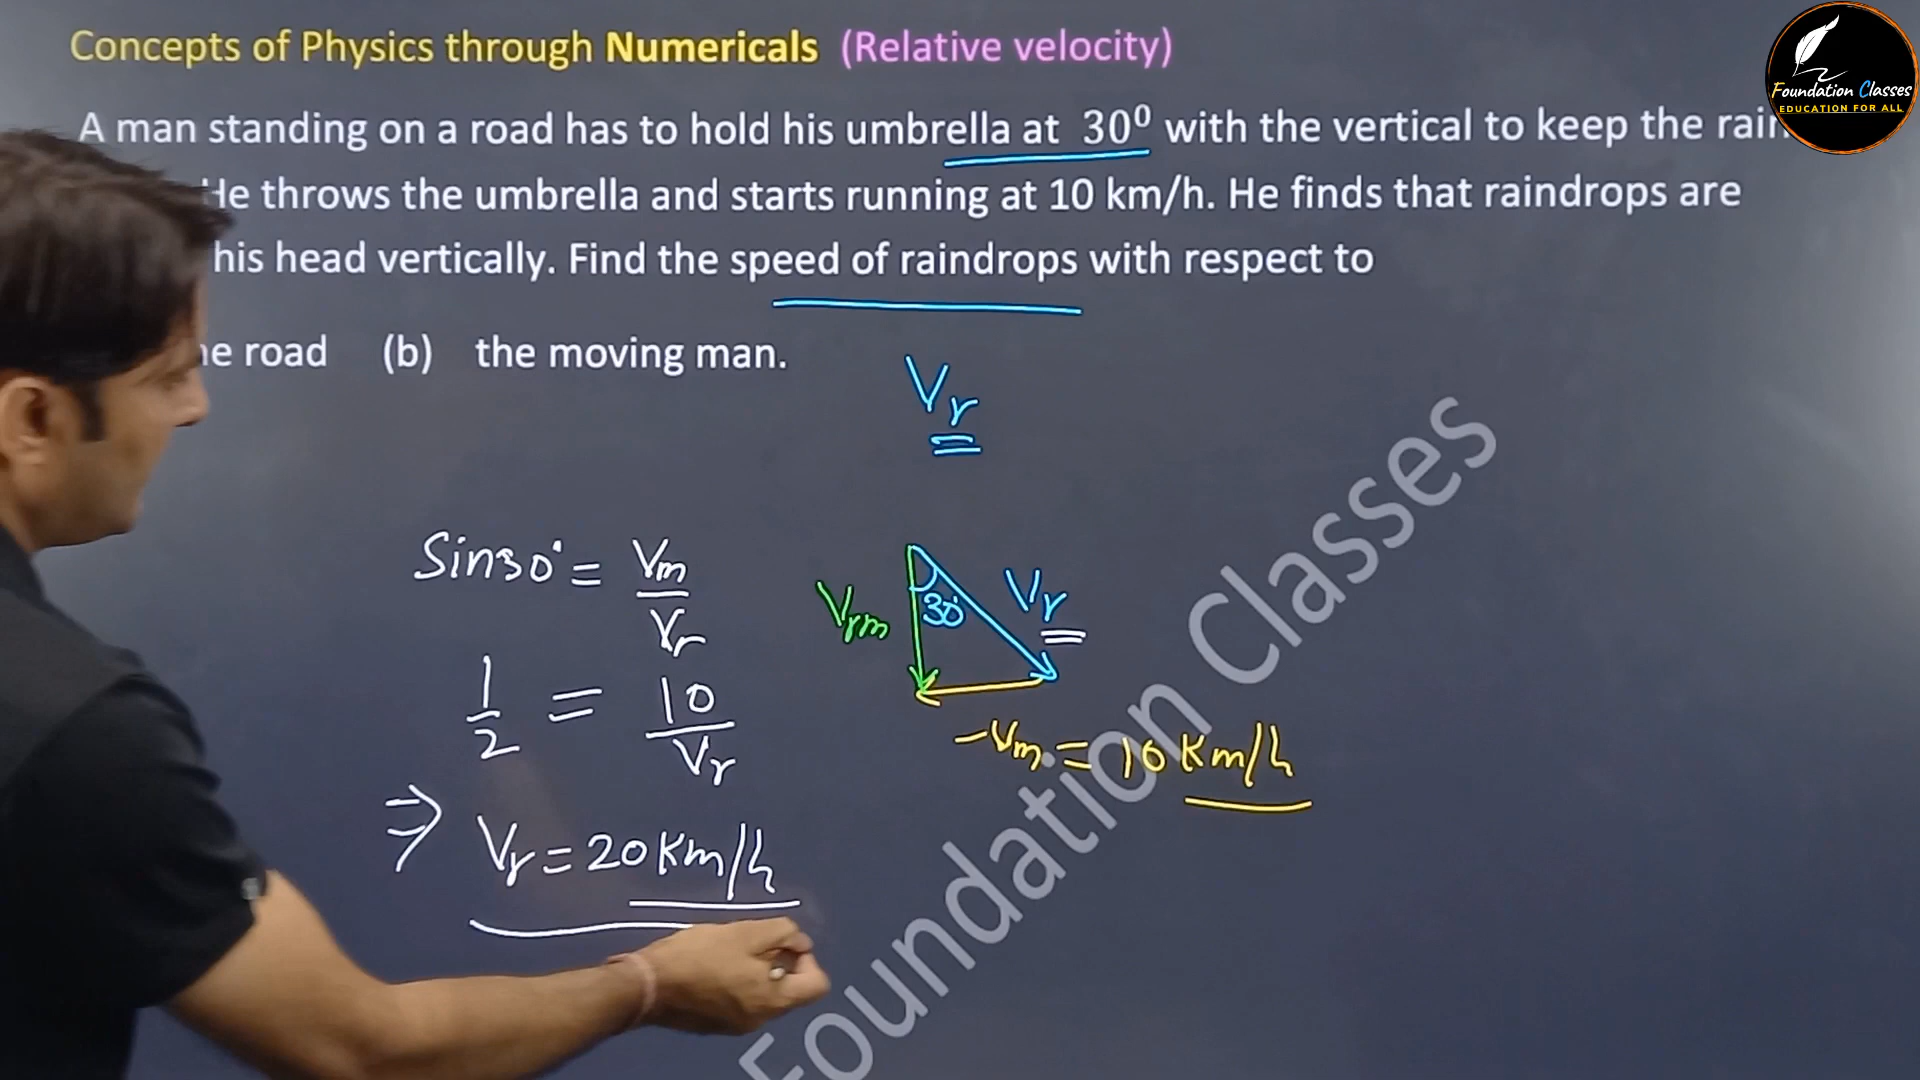 Concepts of Physics through Numericals (Relative velocity)
Foundation Classes
EDUCATION FOR ALL
A man standing on a road has to hold his umbrella at 30⁰ with the vertical to keep the rain
He throws the umbrella and starts running at 10 km/h. He finds that raindrops are
his head vertically. Find the speed of raindrops with respect to
road (b) the moving man.
Vr
Sin30° = Vm/Vr
1/2 = 10/Vr
⇒ Vr = 20 Km/h
Vrm
30°
Vr
-Vm = 10 Km/h
Foundation Classes